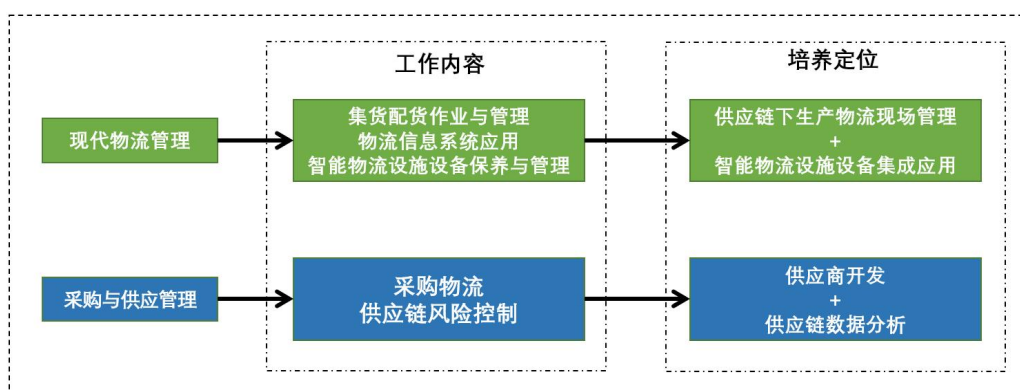 工作内容
培养定位
现代物流管理
集货配货作业与管理
物流信息系统应用
智能物流设施设备保养与管理
供应链下生产物流现场管理
+
智能物流设施设备集成应用
采购与供应管理
采购物流
供应链风险控制
供应商开发
+
供应链数据分析